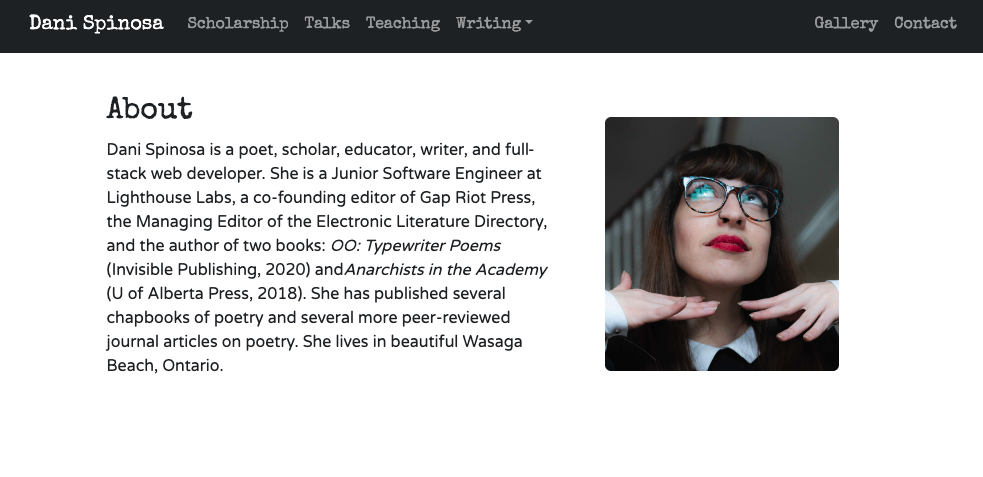 Dani Spinosa Scholarship Talks Teaching Writing Gallery Contact
About
Dani Spinosa is a poet, scholar, educator, writer, and full-
stack web developer. She is a Junior Software Engineer at
Lighthouse Labs, a co-founding editor of Gap Riot Press,
the Managing Editor of the Electronic Literature Directory,
and the author of two books: OO: Typewriter Poems
(Invisible Publishing, 2020) andAnarchists in the Academy
(U of Alberta Press, 2018). She has published several
chapbooks of poetry and several more peer-reviewed
journal articles on poetry. She lives in beautiful Wasaga
Beach, Ontario.